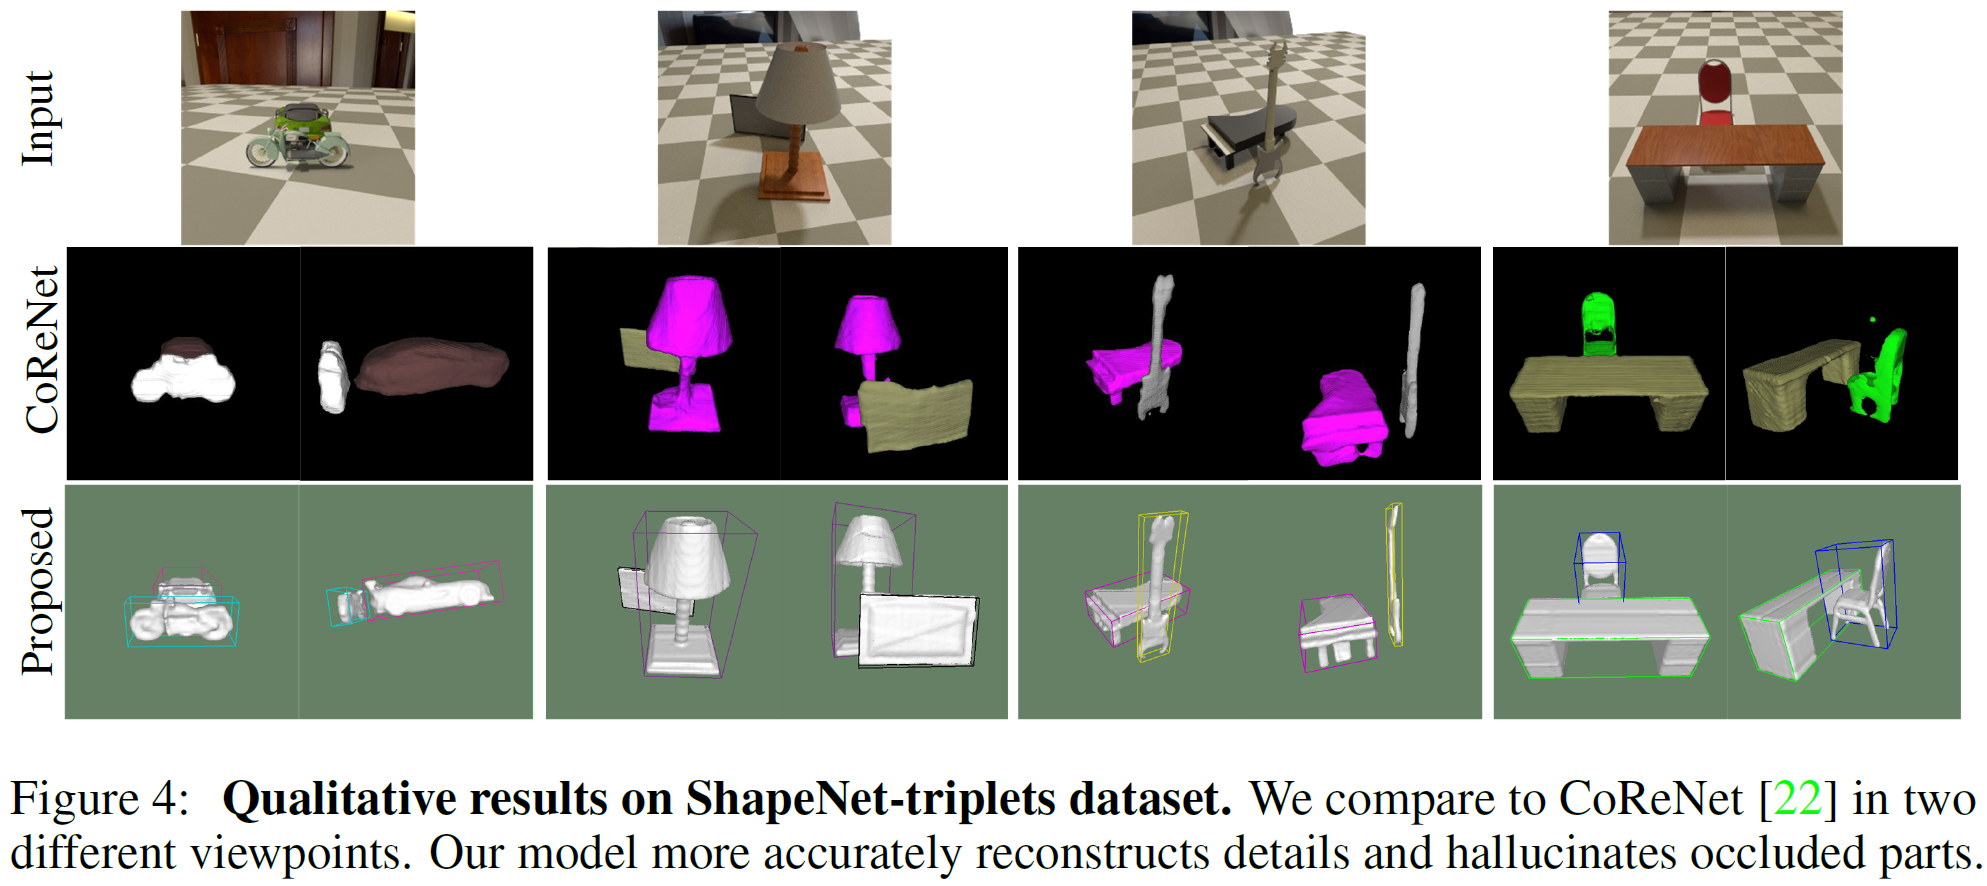 Input
CoReNet
Proposed
Figure 4: Qualitative results on ShapeNet-triplets dataset. We compare to CoReNet [22] in two
different viewpoints. Our model more accurately reconstructs details and hallucinates occluded parts.